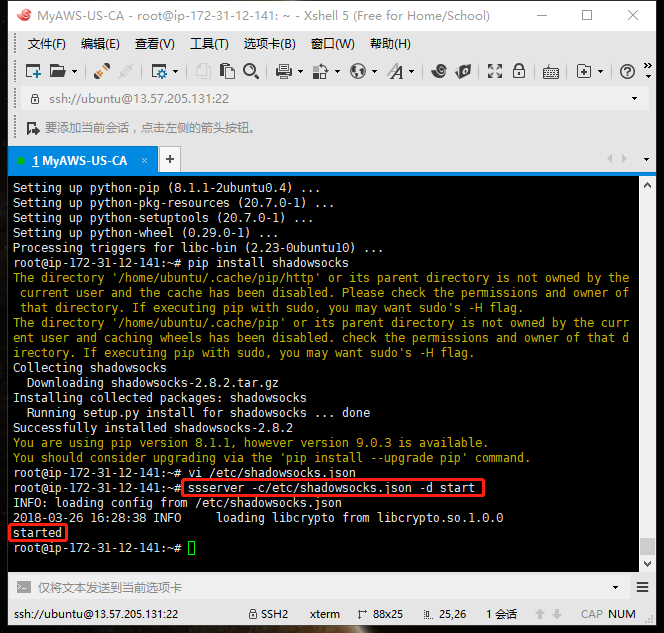 MyAWS-US-CA - root@ip-172-31-12-141: ~ - Xshell 5 (Free for Home/School)
文件(F) 编辑(E) 查看(V) 工具(T) 选项卡(B) 窗口(W) 帮助(H)
ssh://ubuntu@13.57.205.131:22
要添加当前会话，点击左侧的箭头按钮。
1 MyAWS-US-CA × +
Setting up python-pip (8.1.1-2ubuntu0.4) ...
Setting up python-pkg-resources (20.7.0-1) ...
Setting up python-setuptools (20.7.0-1) ...
Setting up python-wheel (0.29.0-1) ...
Processing triggers for libc-bin (2.23-0ubuntu10) ...
root@ip-172-31-12-141:~# pip install shadowsocks
The directory '/home/ubuntu/.cache/pip/http' or its parent directory is not owned by the
current user and the cache has been disabled. Please check the permissions and owner of
that directory. If executing pip with sudo, you may want sudo's -H flag.
The directory '/home/ubuntu/.cache/pip' or its parent directory is not owned by the curr
ent user and caching wheels has been disabled. check the permissions and owner of that d
irectory. If executing pip with sudo, you may want sudo's -H flag.
Collecting shadowsocks
Downloading shadowsocks-2.8.2.tar.gz
Installing collected packages: shadowsocks
Running setup.py install for shadowsocks ... done
Successfully installed shadowsocks-2.8.2
You are using pip version 8.1.1, however version 9.0.3 is available.
You should consider upgrading via the 'pip install --upgrade pip' command.
root@ip-172-31-12-141:~# vi /etc/shadowsocks.json
root@ip-172-31-12-141:~# ssserver -c/etc/shadowsocks.json -d start
INFO: loading config from /etc/shadowsocks.json
2018-03-26 16:28:38 INFO     loading libcrypto from libcrypto.so.1.0.0
started
root@ip-172-31-12-141:~#
仅将文本发送到当前选项卡
ssh://ubuntu@13.57.205.131:22 SSH2 xterm 88x25 25,26 1 会话 CAP NUM